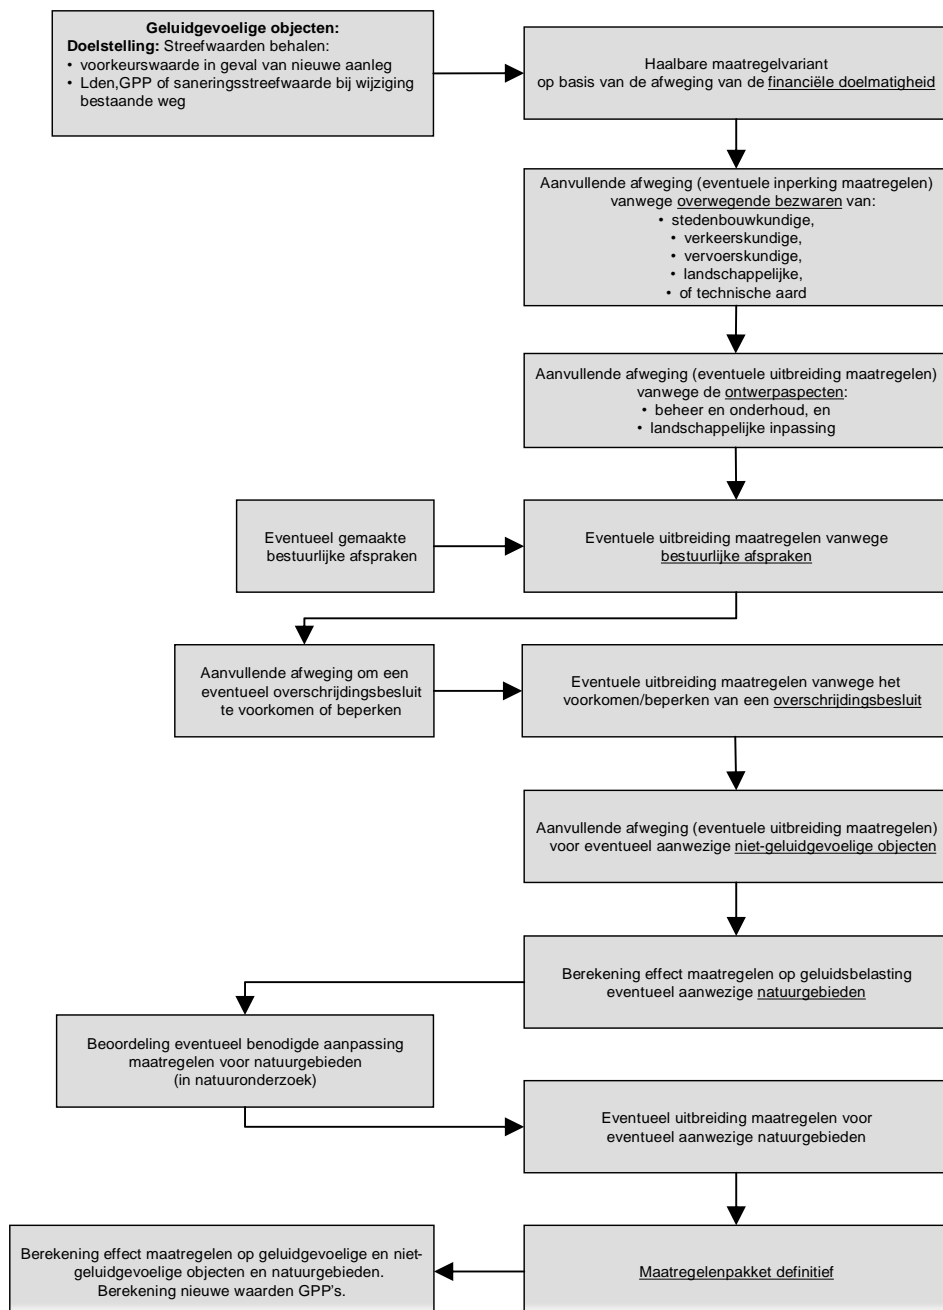 Geluidgevoelige objecten:
Doelstelling: Streefwaarden behalen:
• voorkeurswaarde in geval van nieuwe aanleg
• Lden,GPP of saneringsstreefwaarde bij wijziging
bestaande weg
Haalbare maatregelvariant
op basis van de afweging van de financiële doelmatigheid
Aanvullende afweging (eventuele inperking maatregelen)
vanwege overwegende bezwaren van:
• stedenbouwkundige,
• verkeerskundige,
• vervoerskundige,
• landschappelijke,
• of technische aard
Aanvullende afweging (eventuele uitbreiding maatregelen)
vanwege de ontwerpaspecten:
• beheer en onderhoud, en
• landschappelijke inpassing
Eventueel gemaakte
bestuurlijke afspraken
Eventuele uitbreiding maatregelen vanwege
bestuurlijke afspraken
Aanvullende afweging om een
eventueel overschrijdingsbesluit
te voorkomen of beperken
Eventuele uitbreiding maatregelen vanwege het
voorkomen/beperken van een overschrijdingsbesluit
Aanvullende afweging (eventuele uitbreiding maatregelen)
voor eventueel aanwezige niet-geluidgevoelige objecten
Berekening effect maatregelen op geluidsbelasting
eventueel aanwezige natuurgebieden
Beoordeling eventueel benodigde aanpassing
maatregelen voor natuurgebieden
(in natuuronderzoek)
Eventueel uitbreiding maatregelen voor
eventueel aanwezige natuurgebieden
Maatregelenpakket definitief
Berekening effect maatregelen op geluidgevoelige en niet-
geluidgevoelige objecten en natuurgebieden.
Berekening nieuwe waarden GPP's.